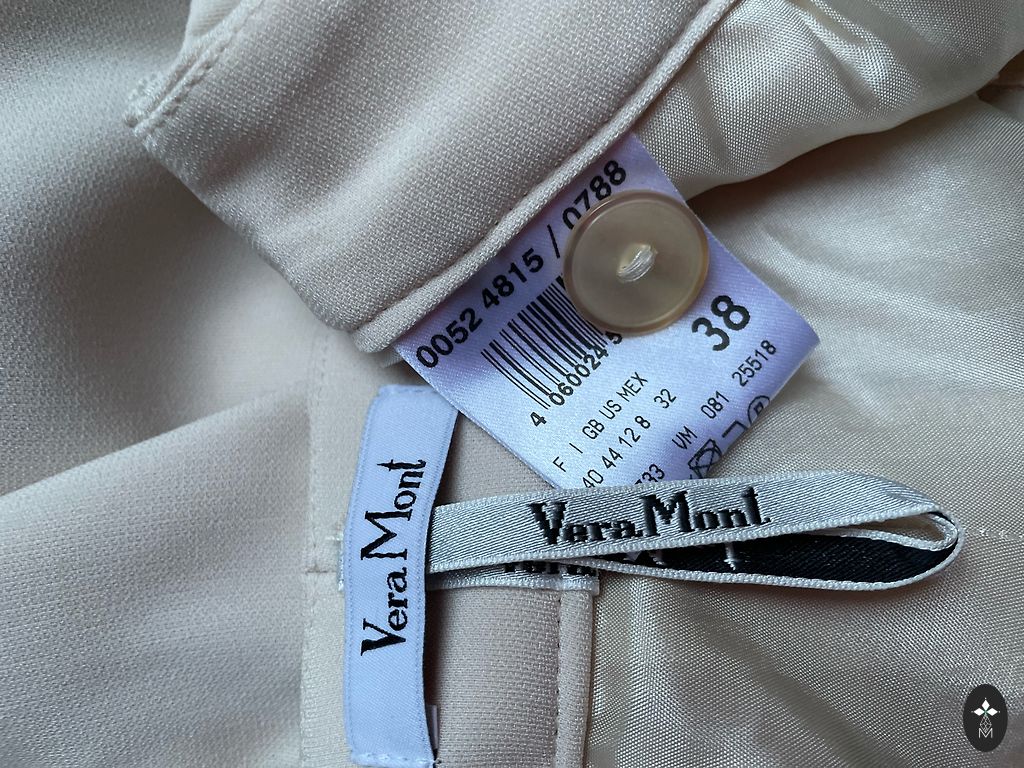 0052 4815 / 0788
4 060024
38
F I GB US MEX
40 44 12 8 32
VM 081 25518
Vera Mont
Vera Mont
M